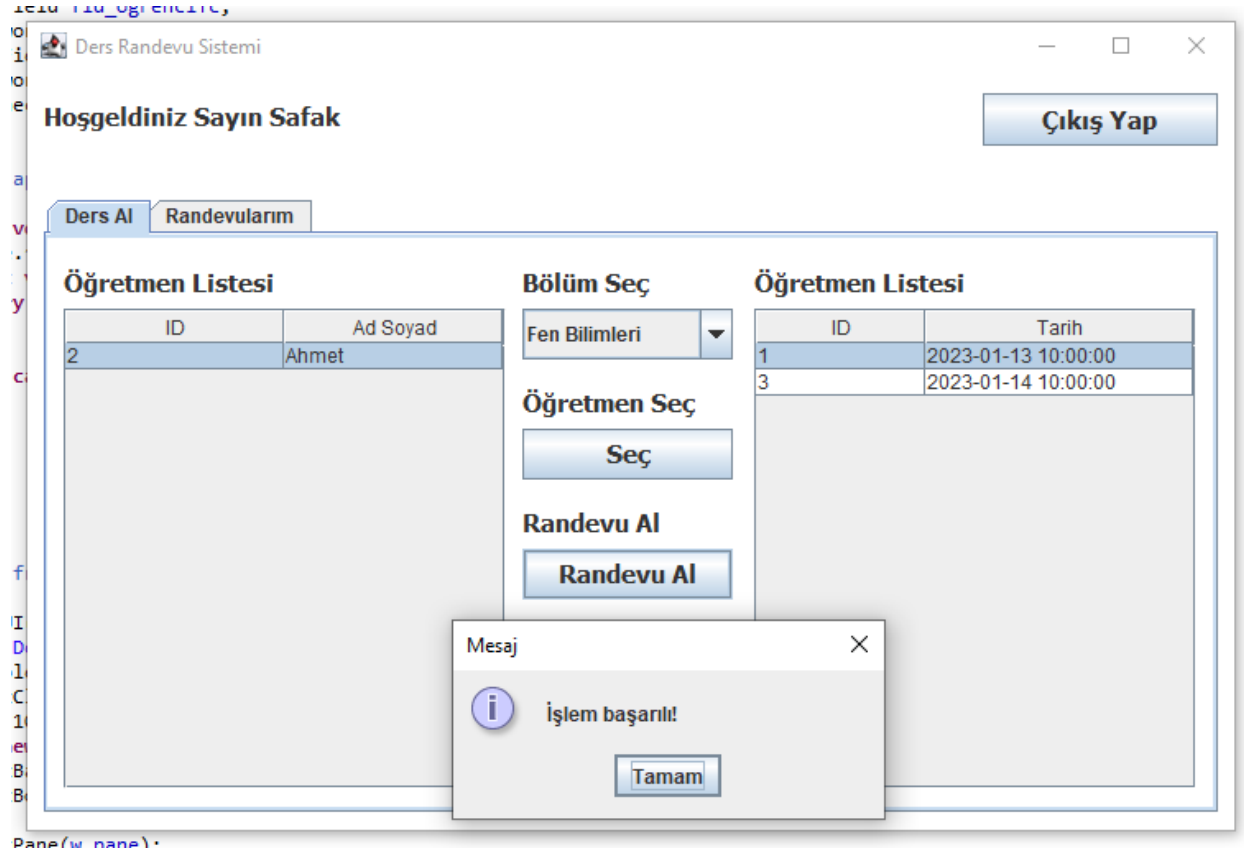 Ders Randevu Sistemi
Hoşgeldiniz Sayın Safak
Çıkış Yap
Ders Al
Randevularım
Öğretmen Listesi
ID
Ad Soyad
2
Ahmet
Bölüm Seç
Fen Bilimleri
Öğretmen Seç
Seç
Randevu Al
Randevu Al
Öğretmen Listesi
ID
Tarih
1
2023-01-13 10:00:00
3
2023-01-14 10:00:00
Mesaj
İşlem başarılı!
Tamam
Pane(w_pane);